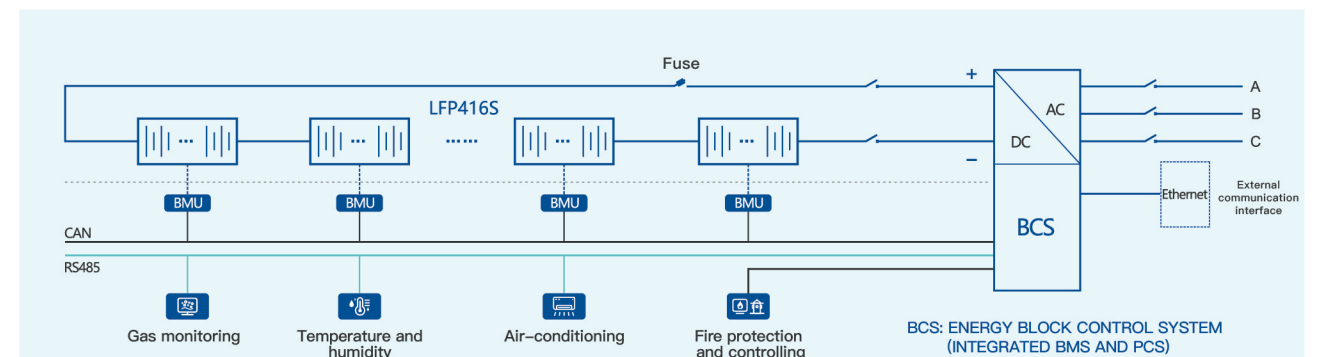 Fuse
+
A
LFP416S
AC
B
DC
C
−
BMU
BMU
BMU
BMU
Ethernet
External
communication
interface
CAN
BCS
RS485
Gas monitoring
Temperature and
humidity
Air-conditioning
Fire protection
and controlling
BCS: ENERGY BLOCK CONTROL SYSTEM
(INTEGRATED BMS AND PCS)